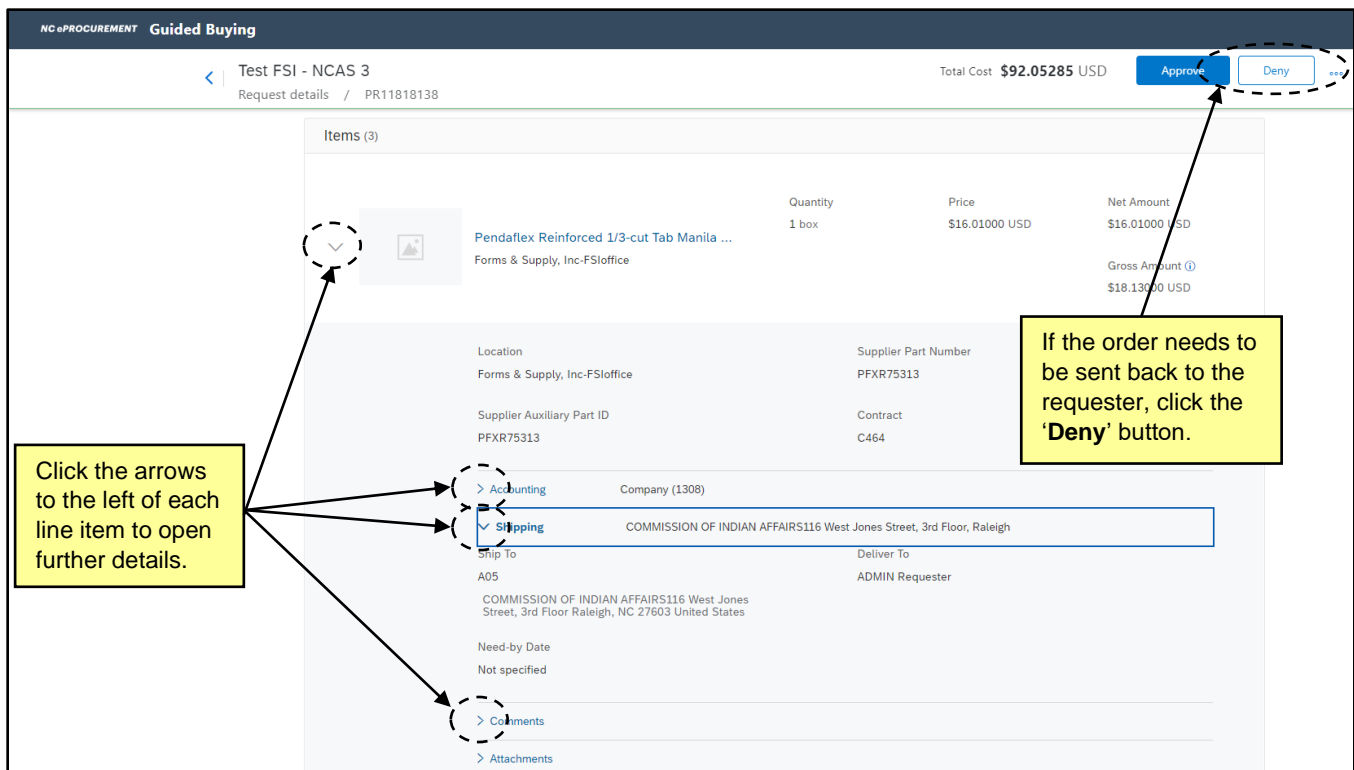 NC ePROCUREMENT Guided Buying
Test FSI - NCAS 3
Request details / PR11818138
Total Cost $92.05285 USD
Approve
Deny
Items (3)
Pendaflex Reinforced 1/3-cut Tab Manila ...
Forms & Supply, Inc-FSIoffice
Quantity
1 box
Price
$16.01000 USD
Net Amount
$16.01000 USD
Gross Amount
$18.13000 USD
Location
Forms & Supply, Inc-FSIoffice
Supplier Part Number
PFXR75313
Supplier Auxiliary Part ID
PFXR75313
Contract
C464
If the order needs to
be sent back to the
requester, click the
‘Deny’ button.
Click the arrows
to the left of each
line item to open
further details.
Accounting Company (1308)
Shipping COMMISSION OF INDIAN AFFAIRS116 West Jones Street, 3rd Floor, Raleigh
Ship To
A05
COMMISSION OF INDIAN AFFAIRS116 West Jones
Street, 3rd Floor Raleigh, NC 27603 United States
Deliver To
ADMIN Requester
Need-by Date
Not specified
Comments
Attachments